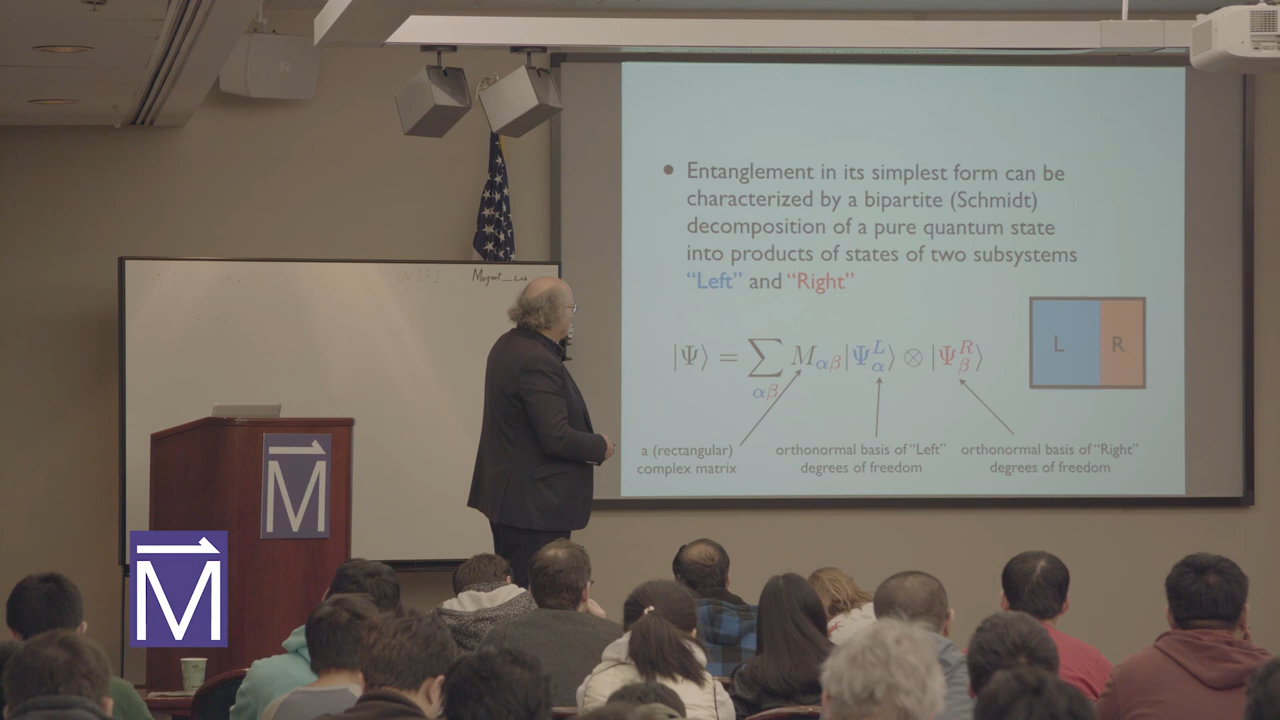 • Entanglement in its simplest form can be
characterized by a bipartite (Schmidt)
decomposition of a pure quantum state
into products of states of two subsystems
“Left” and “Right”
|Ψ⟩ = ∑_{αβ} M_{αβ}|Ψ^L_α⟩ ⊗ |Ψ^R_β⟩
L R
a (rectangular)
complex matrix
orthonormal basis of “Left”
degrees of freedom
orthonormal basis of “Right”
degrees of freedom
M
M